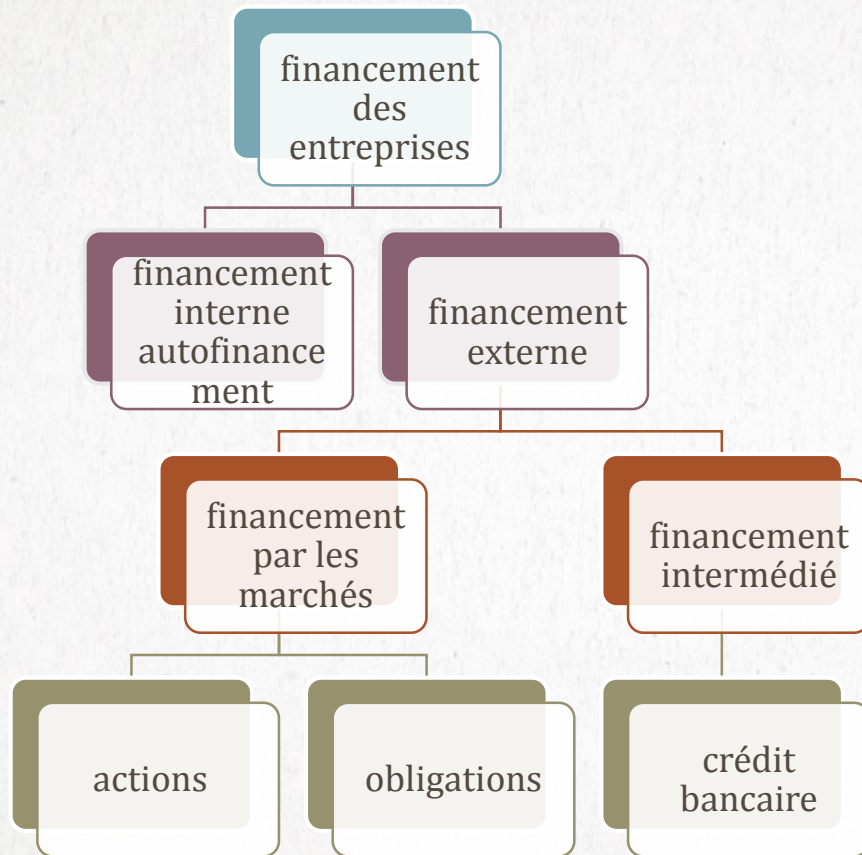 financement
des
entreprises
financement
interne
autofinance
ment
financement
externe
financement
par les
marchés
financement
intermédié
actions
obligations
crédit
bancaire